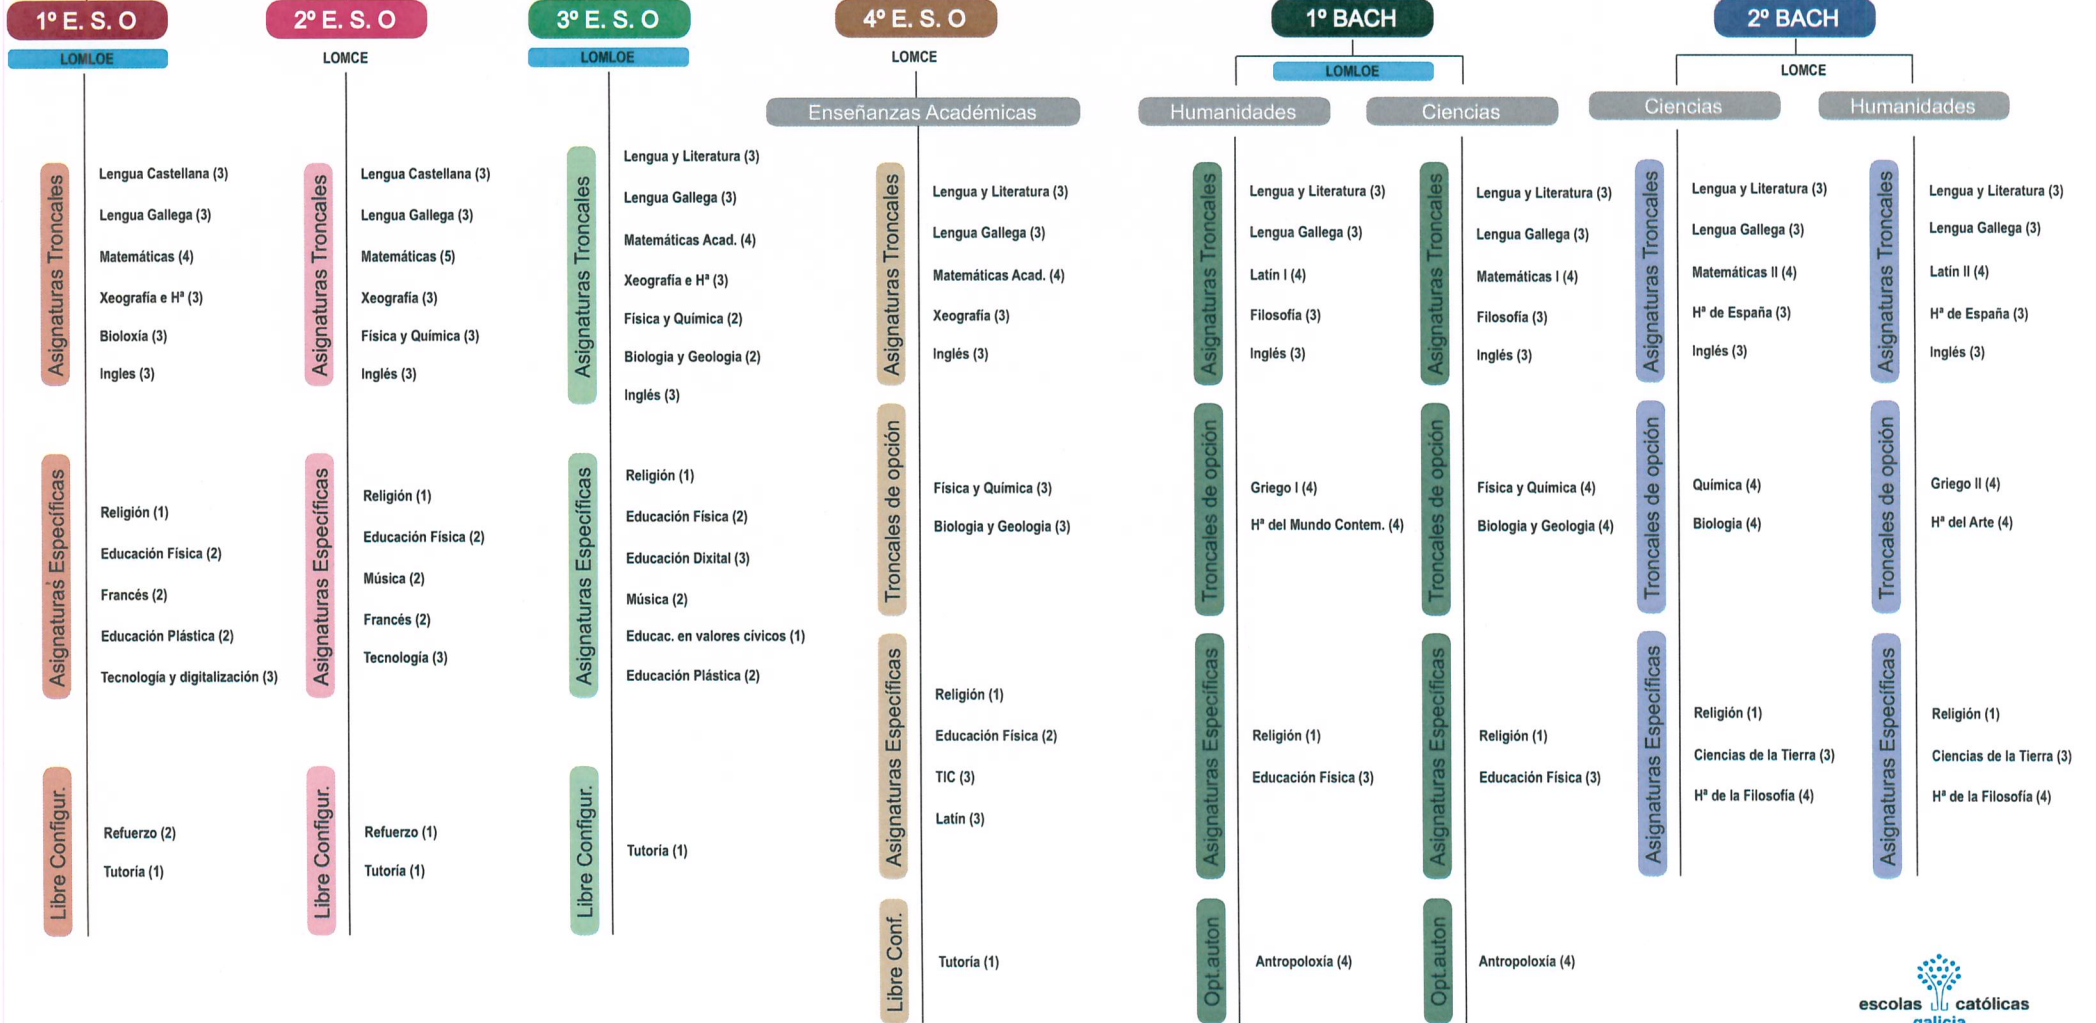 1º E. S. O
LOMLOE
Asignaturas Troncales
Lengua Castellana (3)
Lengua Gallega (3)
Matemáticas (4)
Xeografía e Hª (3)
Bioloxía (3)
Ingles (3)
Asignaturas Específicas
Religión (1)
Educación Física (2)
Francés (2)
Educación Plástica (2)
Tecnología y digitalización (3)
Libre Configur.
Refuerzo (2)
Tutoría (1)
2º E. S. O
LOMCE
Asignaturas Troncales
Lengua Castellana (3)
Lengua Gallega (3)
Matemáticas (5)
Xeografía (3)
Física y Química (3)
Inglés (3)
Asignaturas Específicas
Religión (1)
Educación Física (2)
Música (2)
Francés (2)
Tecnología (3)
Libre Configur.
Refuerzo (1)
Tutoría (1)
3º E. S. O
LOMLOE
Asignaturas Troncales
Lengua y Literatura (3)
Lengua Gallega (3)
Matemáticas Acad. (4)
Xeografía e Hª (3)
Física y Química (2)
Biologia y Geologia (2)
Inglés (3)
Asignaturas Específicas
Religión (1)
Educación Física (2)
Educación Dixital (3)
Música (2)
Educac. en valores cívicos (1)
Educación Plástica (2)
Libre Configur.
Tutoría (1)
4º E. S. O
LOMCE
Enseñanzas Académicas
Asignaturas Troncales
Lengua y Literatura (3)
Lengua Gallega (3)
Matemáticas Acad. (4)
Xeografía (3)
Inglés (3)
Troncales de opción
Física y Química (3)
Biologia y Geologia (3)
Asignaturas Específicas
Religión (1)
Educación Física (2)
TIC (3)
Latín (3)
Libre Conf.
Tutoría (1)
1º BACH
LOMLOE
Humanidades
Asignaturas Troncales
Lengua y Literatura (3)
Lengua Gallega (3)
Latín I (4)
Filosofía (3)
Inglés (3)
Troncales de opción
Griego I (4)
Hª del Mundo Contem. (4)
Asignaturas Específicas
Religión (1)
Educación Física (3)
Opt.auton
Antropoloxía (4)
Ciencias
Asignaturas Troncales
Lengua y Literatura (3)
Lengua Gallega (3)
Matemáticas I (4)
Filosofía (3)
Inglés (3)
Troncales de opción
Física y Química (4)
Biologia y Geologia (4)
Asignaturas Específicas
Religión (1)
Educación Física (3)
Opt.auton
Antropoloxía (4)
2º BACH
LOMCE
Ciencias
Asignaturas Troncales
Lengua y Literatura (3)
Lengua Gallega (3)
Matemáticas II (4)
Hª de España (3)
Inglés (3)
Troncales de opción
Química (4)
Biologia (4)
Asignaturas Específicas
Religión (1)
Ciencias de la Tierra (3)
Hª de la Filosofía (4)
Humanidades
Asignaturas Troncales
Lengua y Literatura (3)
Lengua Gallega (3)
Latín II (4)
Hª de España (3)
Inglés (3)
Troncales de opción
Griego II (4)
Hª del Arte (4)
Asignaturas Específicas
Religión (1)
Ciencias de la Tierra (3)
Hª de la Filosofía (4)
escolas católicas
galicia